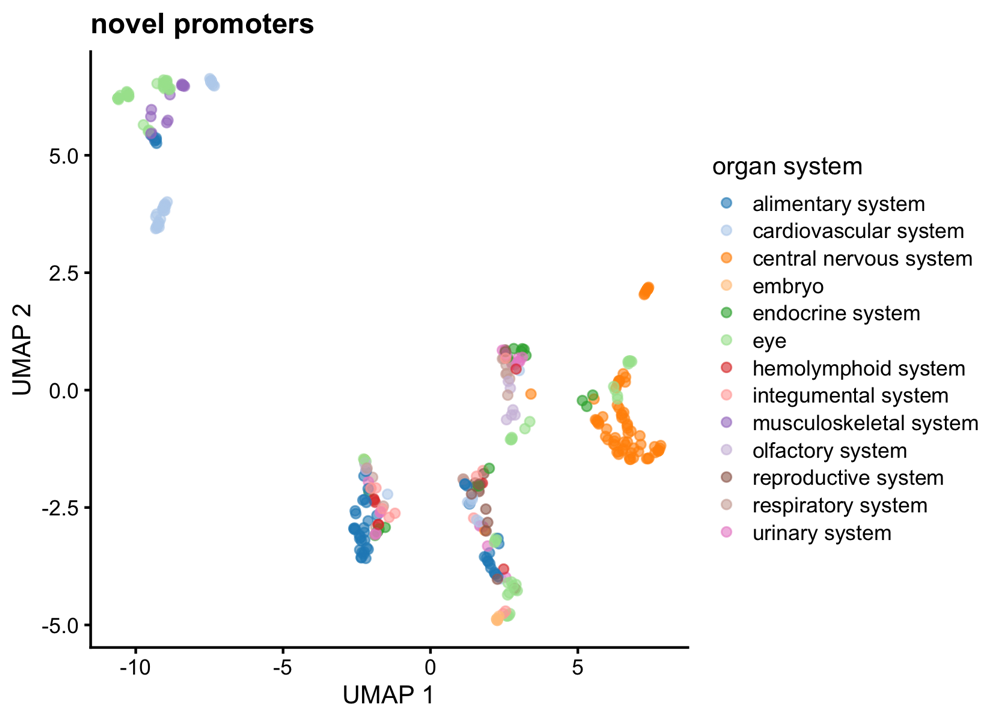 novel promoters
5.0
2.5
0.0
-2.5
-5.0
UMAP 2
-10
-5
0
5
UMAP 1
organ system
alimentary system
cardiovascular system
central nervous system
embryo
endocrine system
eye
hemolymphoid system
integumental system
musculoskeletal system
olfactory system
reproductive system
respiratory system
urinary system